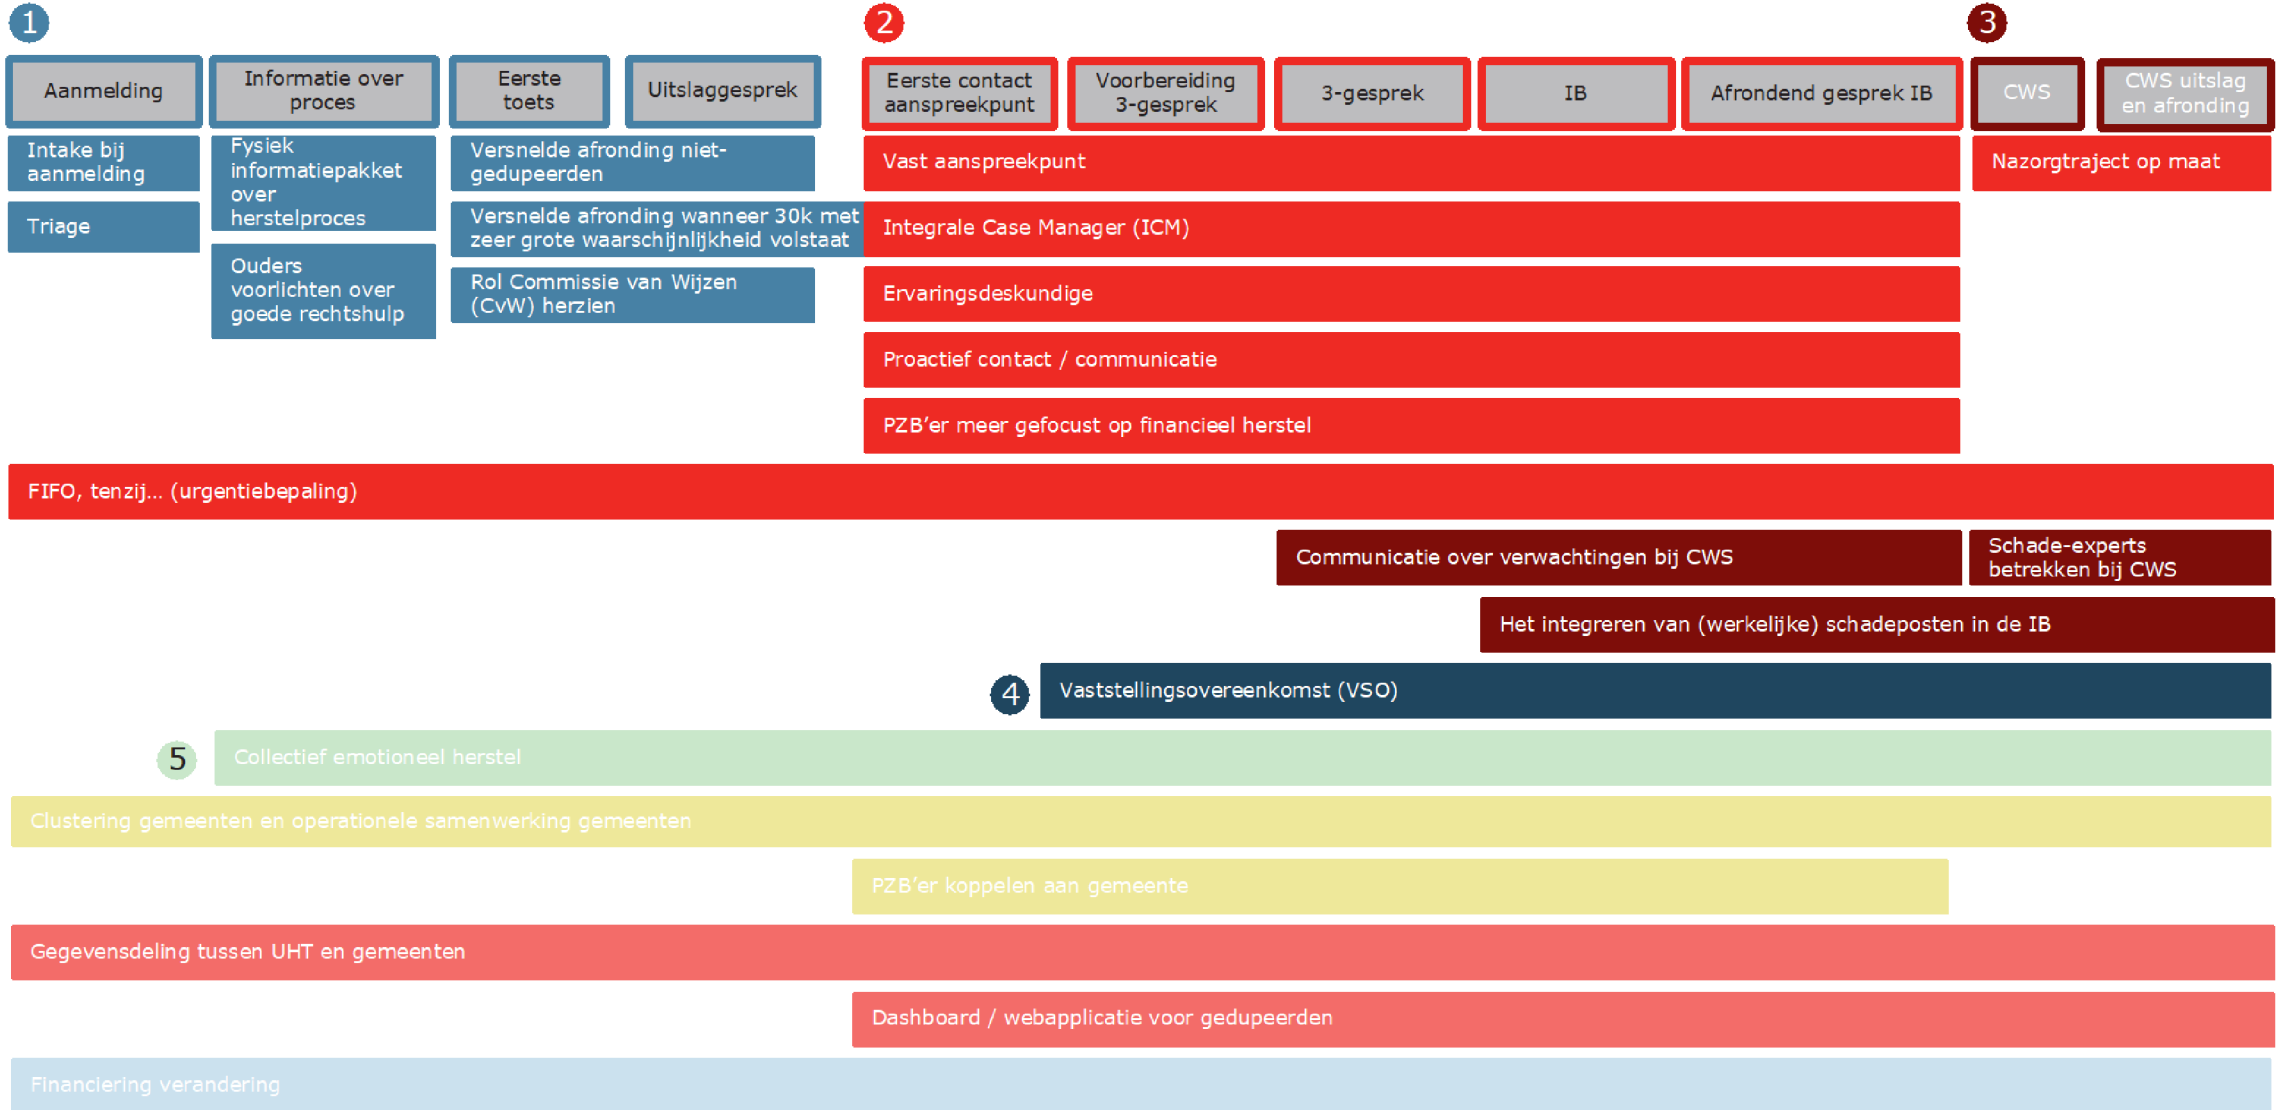 1
2
3
Aanmelding
Informatie over
proces
Eerste
toets
Uitslaggesprek
Eerste contact
aanspreekpunt
Voorbereiding
3-gesprek
3-gesprek
IB
Afrondend gesprek IB
CWS
CWS uitslag
en afronding
Intake bij
aanmelding
Triage
Fysiek
informatiepakket
over
herstelproces
Ouders
voorlichten over
goede rechtshulp
Versnelde afronding niet-
gedupeerden
Versnelde afronding wanneer 30k met
zeer grote waarschijnlijkheid volstaat
Rol Commissie van Wijzen
(CvW) herzien
Vast aanspreekpunt
Nazorgtraject op maat
Integrale Case Manager (ICM)
Ervaringsdeskundige
Proactief contact / communicatie
PZB’er meer gefocust op financieel herstel
FIFO, tenzij... (urgentiebepaling)
Communicatie over verwachtingen bij CWS
Schade-experts
betrekken bij CWS
Het integreren van (werkelijke) schadeposten in de IB
4
Vaststellingsovereenkomst (VSO)
5
Collectief emotioneel herstel
Clustering gemeenten en operationele samenwerking gemeenten
PZB’er koppelen aan gemeente
Gegevensdeling tussen UHT en gemeenten
Dashboard / webapplicatie voor gedupeerden
Financiering verandering